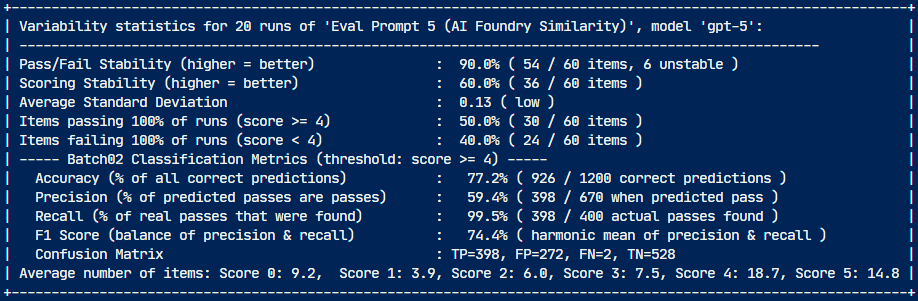 +----------------------------------------------------------------------------------------------------------------+
| Variability statistics for 20 runs of 'Eval Prompt 5 (AI Foundry Similarity)', model 'gpt-5':
| ----------------------------------------------------------------------------------------------------
| Pass/Fail Stability (higher = better)               :  90.0% ( 54 / 60 items, 6 unstable )
| Scoring Stability (higher = better)                 :  60.0% ( 36 / 60 items )
| Average Standard Deviation                          :  0.13 ( low )
| Items passing 100% of runs (score >= 4)             :  50.0% ( 30 / 60 items )
| Items failing 100% of runs (score < 4)              :  40.0% ( 24 / 60 items )
| ----- Batch02 Classification Metrics (threshold: score >= 4) -----
|   Accuracy (% of all correct predictions)           :   77.2% ( 926 / 1200 correct predictions )
|   Precision (% of predicted passes are passes)      :   59.4% ( 398 / 670 when predicted pass )
|   Recall (% of real passes that were found)         :   99.5% ( 398 / 400 actual passes found )
|   F1 Score (balance of precision & recall)          :   74.4% ( harmonic mean of precision & recall )
|   Confusion Matrix                                  : TP=398, FP=272, FN=2, TN=528
| Average number of items: Score 0: 9.2,  Score 1: 3.9, Score 2: 6.0, Score 3: 7.5, Score 4: 18.7, Score 5: 14.8 |
+----------------------------------------------------------------------------------------------------------------+